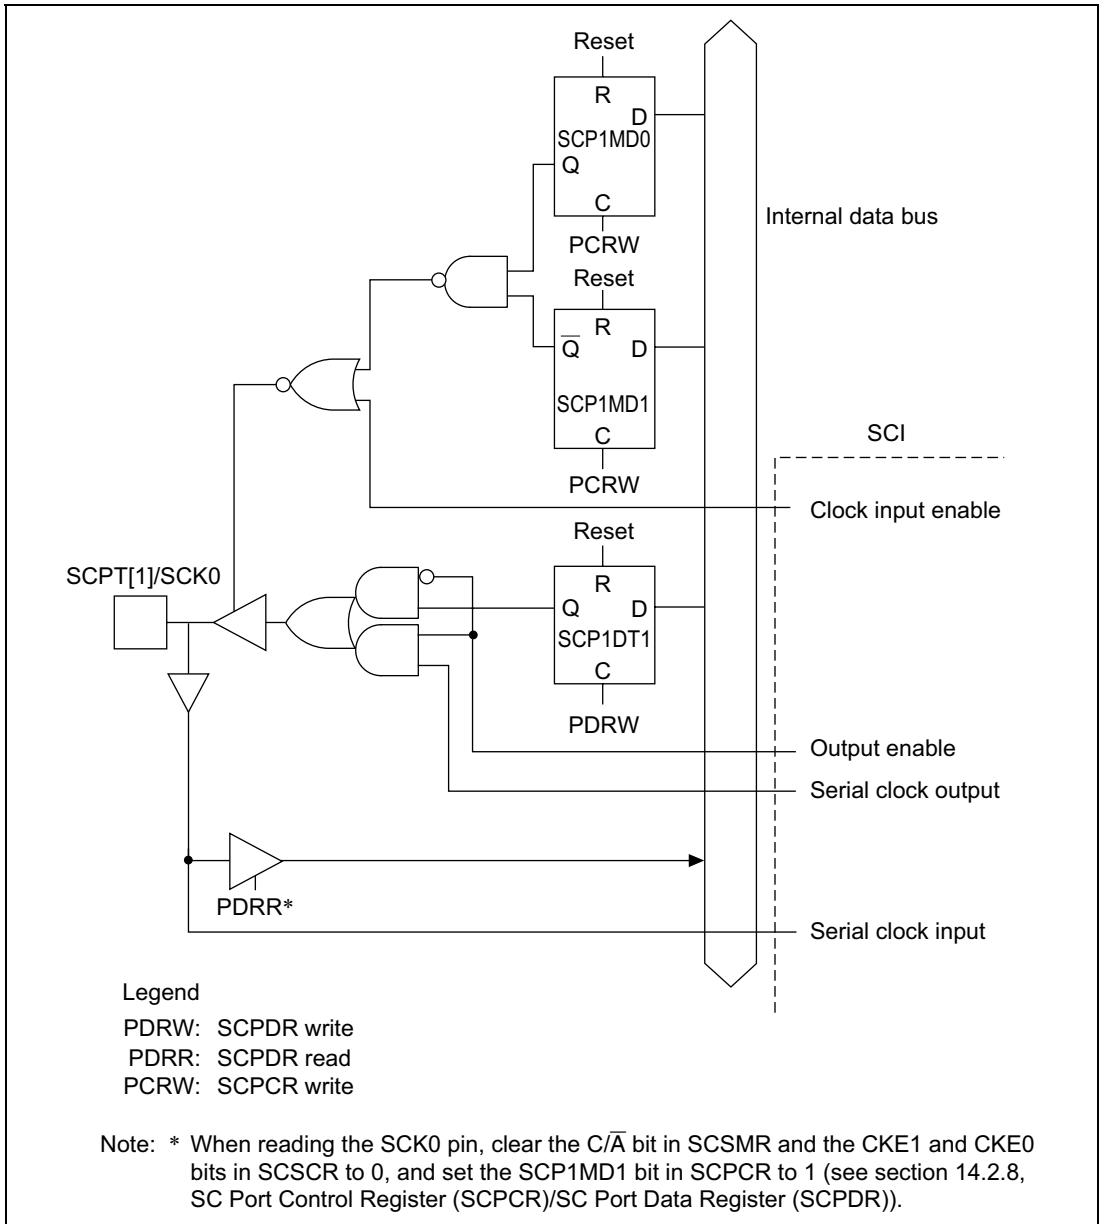 Reset
R
D
SCP1MD0
Q
C
PCRW
Internal data bus
Reset
R
Q̅ D
SCP1MD1
C
PCRW
SCI
Clock input enable
Reset
SCPT[1]/SCK0
R
Q D
SCP1DT1
C
PDRW
Output enable
Serial clock output
PDRR*
Serial clock input
Legend
PDRW: SCPDR write
PDRR: SCPDR read
PCRW: SCPCR write
Note: * When reading the SCK0 pin, clear the C/A̅ bit in SCSMR and the CKE1 and CKE0
bits in SCSCR to 0, and set the SCP1MD1 bit in SCPCR to 1 (see section 14.2.8,
SC Port Control Register (SCPCR)/SC Port Data Register (SCPDR)).